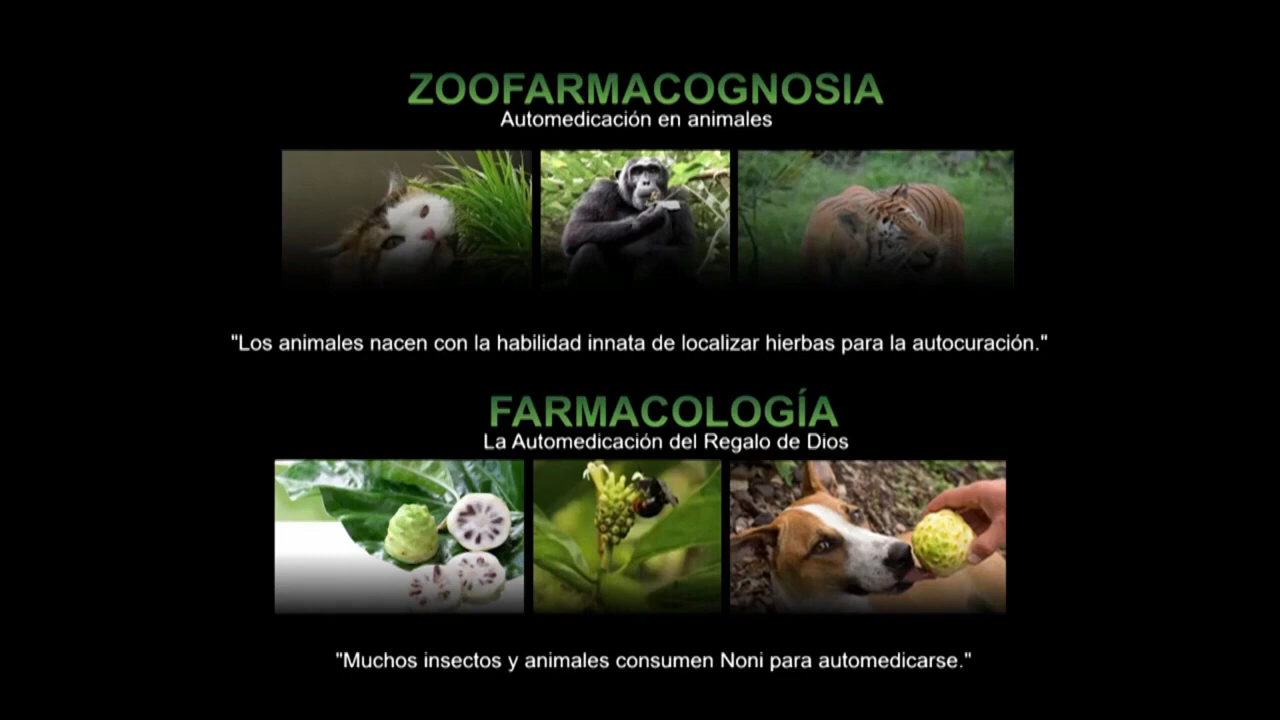 ZOOFARMACOGNOSIA
Automedicación en animales
"Los animales nacen con la habilidad innata de localizar hierbas para la autocuración."
FARMACOLOGÍA
La Automedicación del Regalo de Dios
"Muchos insectos y animales consumen Noni para automedicarse."